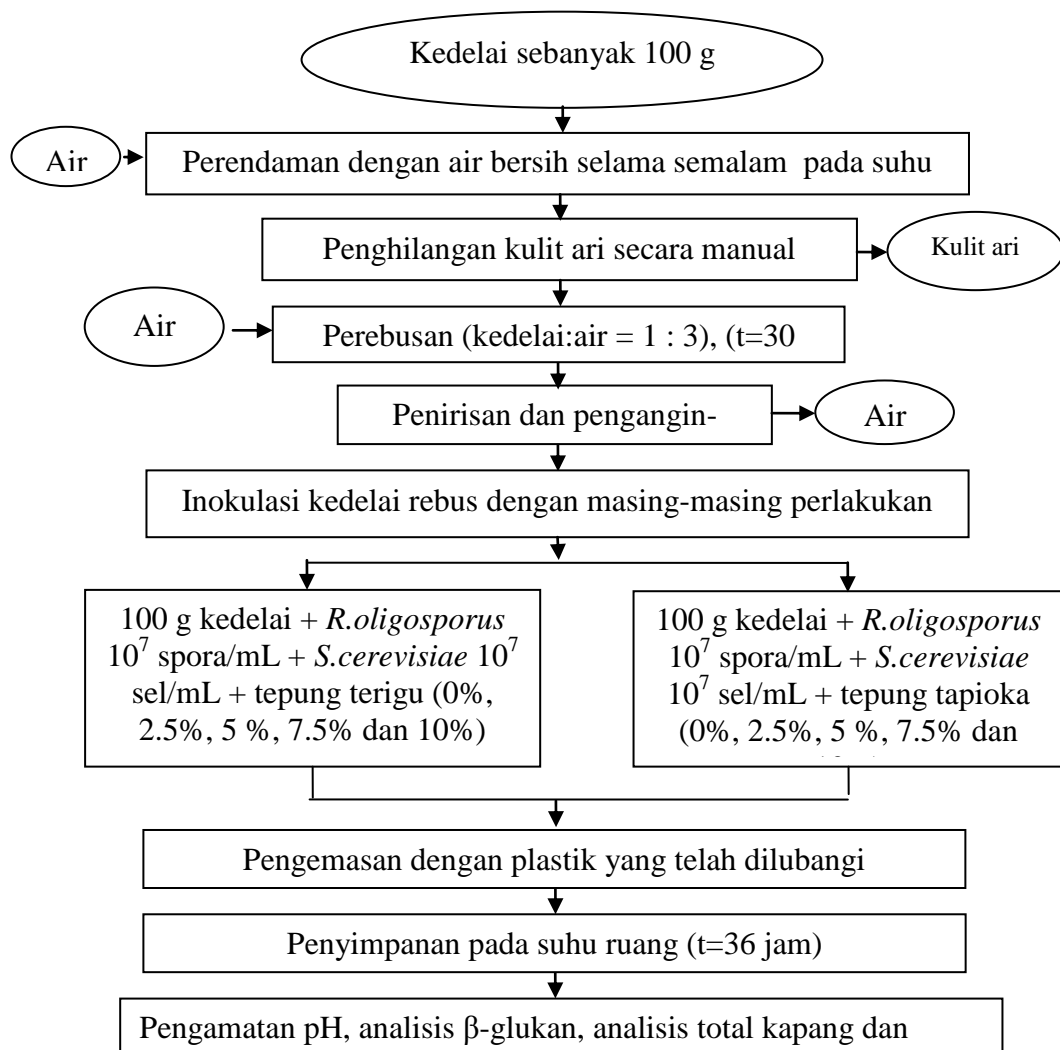 Kedelai sebanyak 100 g
Air
Perendaman dengan air bersih selama semalam pada suhu
Penghilangan kulit ari secara manual
Kulit ari
Air
Perebusan (kedelai:air = 1 : 3), (t=30
Penirisan dan pengangin-
Air
Inokulasi kedelai rebus dengan masing-masing perlakukan
100 g kedelai + R.oligosporus
10⁷ spora/mL + S.cerevisiae 10⁷
sel/mL + tepung terigu (0%,
2.5%, 5 %, 7.5% dan 10%)
100 g kedelai + R.oligosporus
10⁷ spora/mL + S.cerevisiae
10⁷ sel/mL + tepung tapioka
(0%, 2.5%, 5 %, 7.5% dan
Pengemasan dengan plastik yang telah dilubangi
Penyimpanan pada suhu ruang (t=36 jam)
Pengamatan pH, analisis β-glukan, analisis total kapang dan